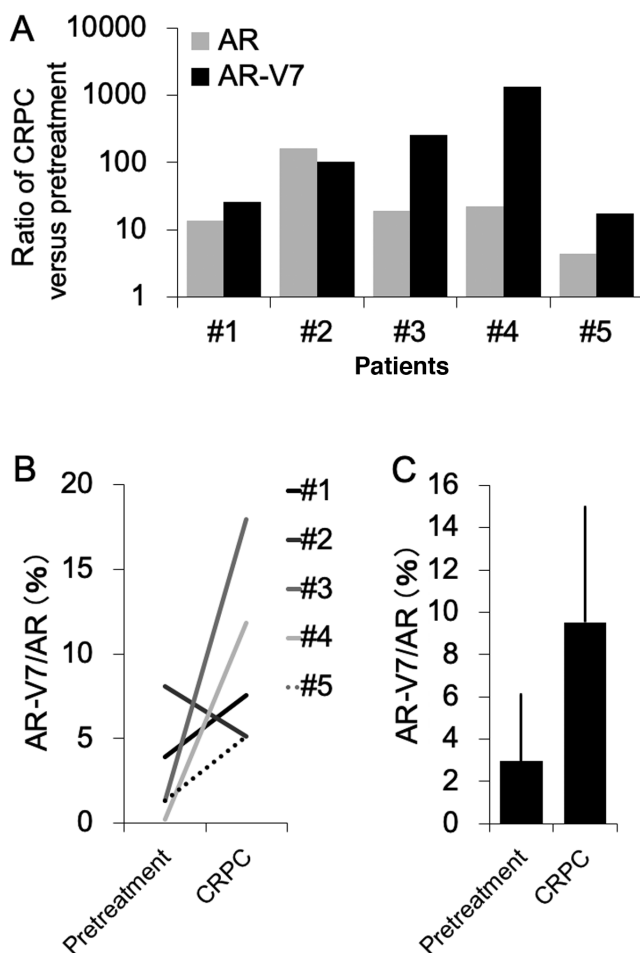 A
10000
1000
100
10
1
Ratio of CRPC
versus pretreatment
AR
AR-V7
#1 #2 #3 #4 #5
Patients
B
20
15
10
5
0
AR-V7/AR (%)
Pretreatment
CRPC
#1
#2
#3
#4
#5
C
16
14
12
10
8
6
4
2
0
AR-V7/AR (%)
Pretreatment
CRPC